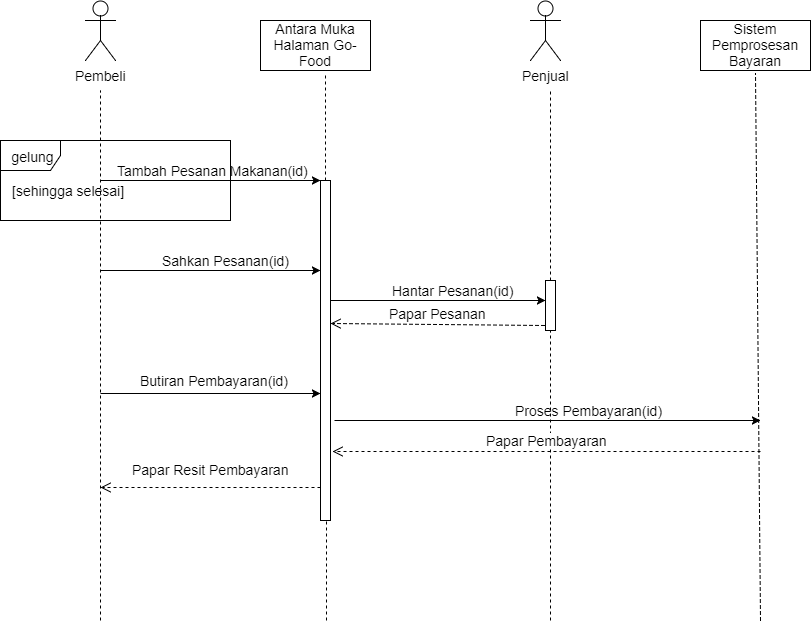 Antara Muka
Halaman Go-
Food
Sistem
Pemprosesan
Bayaran
Pembeli
Penjual
gelung
Tambah Pesanan Makanan(id)
[sehingga selesai]
Sahkan Pesanan(id)
Hantar Pesanan(id)
Papar Pesanan
Butiran Pembayaran(id)
Proses Pembayaran(id)
Papar Pembayaran
Papar Resit Pembayaran